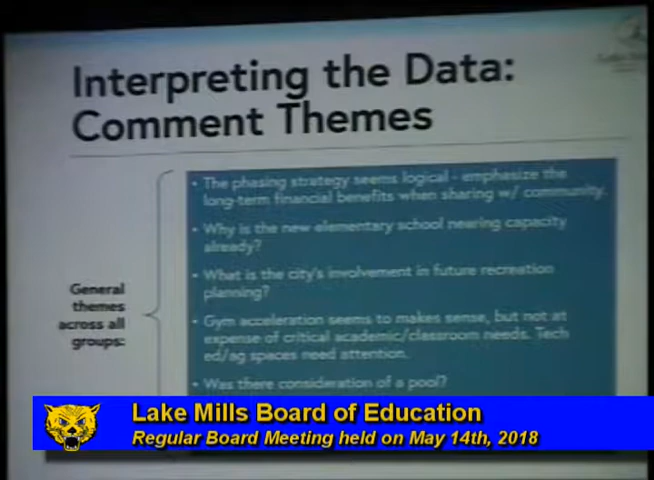 Interpreting the Data:
Comment Themes
• The phasing strategy seems logical - emphasize the
long-term financial benefits when sharing w/ community.
• Why is the new elementary school nearing capacity
already?
• What is the city's involvement in future recreation
planning?
General
themes
across all
groups:
• Gym acceleration seems to makes sense, but not at
expense of critical academic/classroom needs. Tech
ed/ag spaces need attention.
• Was there consideration of a pool?
Lake Mills Board of Education
Regular Board Meeting held on May 14th, 2018